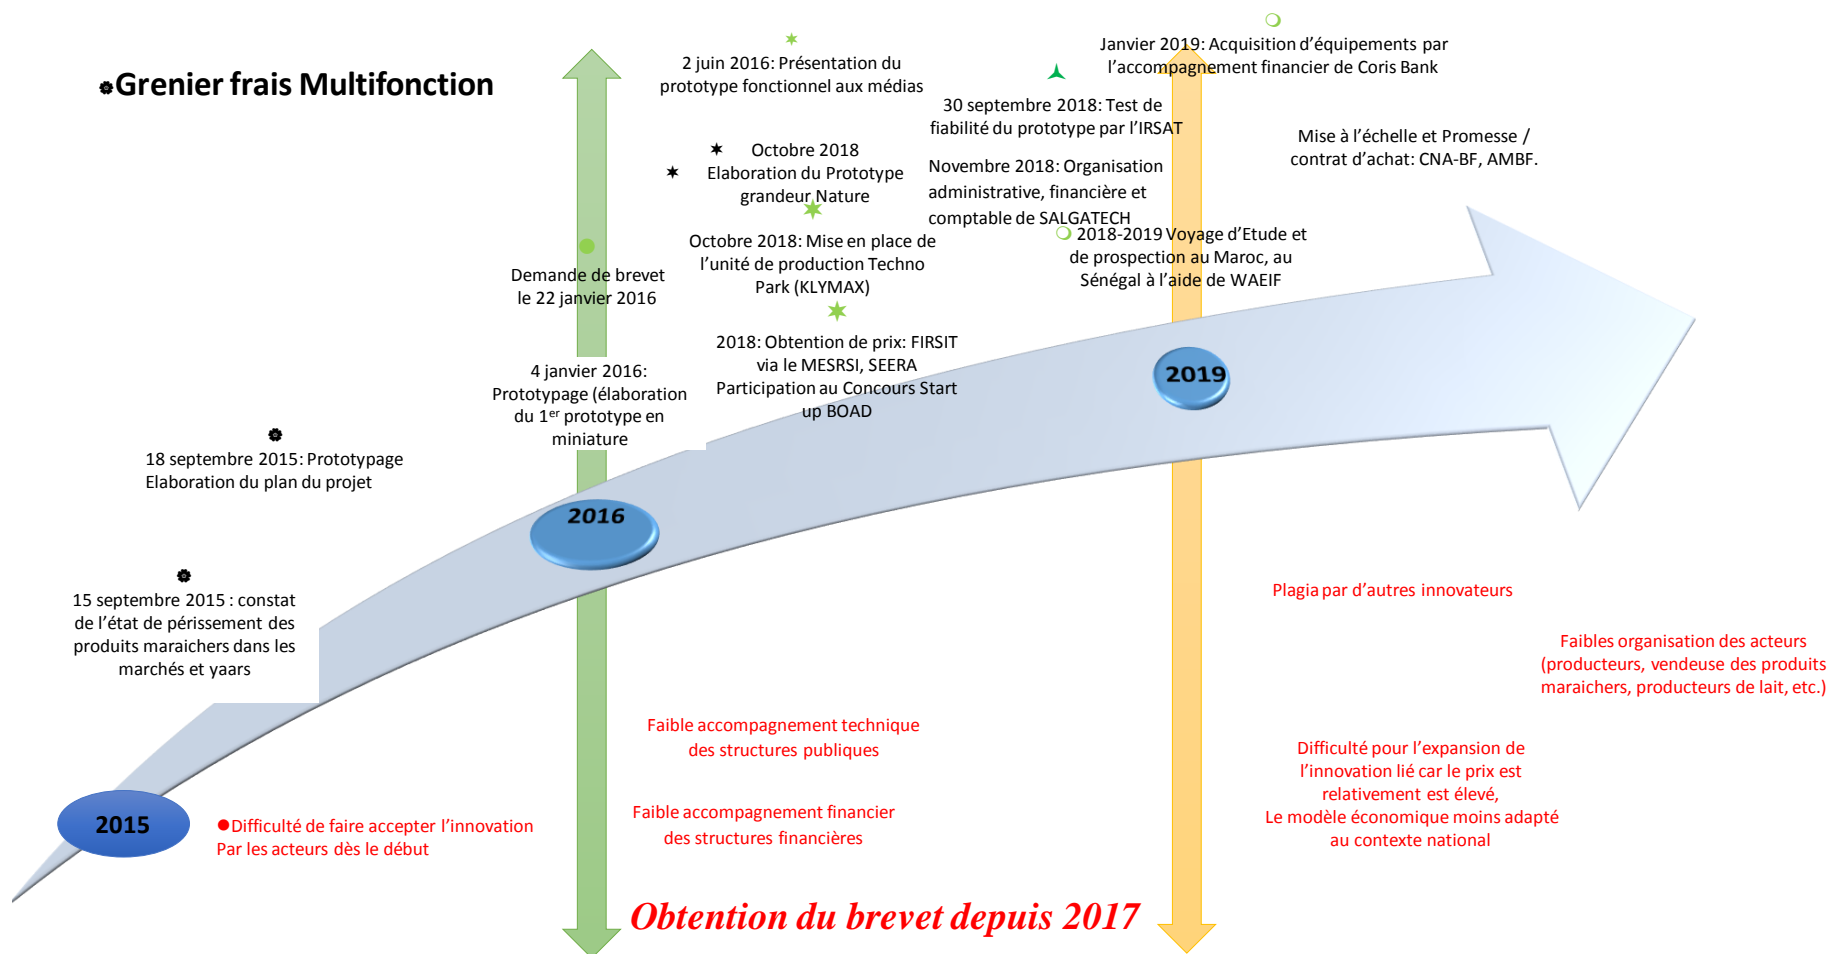 Grenier frais Multifonction
2 juin 2016: Présentation du
prototype fonctionnel aux médias
Janvier 2019: Acquisition d'équipements par
l'accompagnement financier de Coris Bank
30 septembre 2018: Test de
fiabilité du prototype par l'IRSAT
Mise à l'échelle et Promesse /
contrat d'achat: CNA-BF, AMBF.
Octobre 2018
Elaboration du Prototype
grandeur Nature
Novembre 2018: Organisation
administrative, financière et
comptable de SALGATECH
Octobre 2018: Mise en place de
l'unité de production Techno
Park (KLYMAX)
2018-2019 Voyage d'Etude et
de prospection au Maroc, au
Sénégal à l'aide de WAEIF
Demande de brevet
le 22 janvier 2016
2018: Obtention de prix: FIRSIT
via le MESRSI, SEERA
Participation au Concours Start
up BOAD
4 janvier 2016:
Prototypage (élaboration
du 1er prototype en
miniature
2019
18 septembre 2015: Prototypage
Elaboration du plan du projet
2016
15 septembre 2015 : constat
de l'état de périssement des
produits maraichers dans les
marchés et yaars
Plagia par d'autres innovateurs
Faibles organisation des acteurs
(producteurs, vendeuse des produits
maraichers, producteurs de lait, etc.)
Faible accompagnement technique
des structures publiques
Difficulté pour l'expansion de
l'innovation lié car le prix est
relativement est élevé,
Le modèle économique moins adapté
au contexte national
Faible accompagnement financier
des structures financières
2015
Difficulté de faire accepter l'innovation
Par les acteurs dès le début
Obtention du brevet depuis 2017